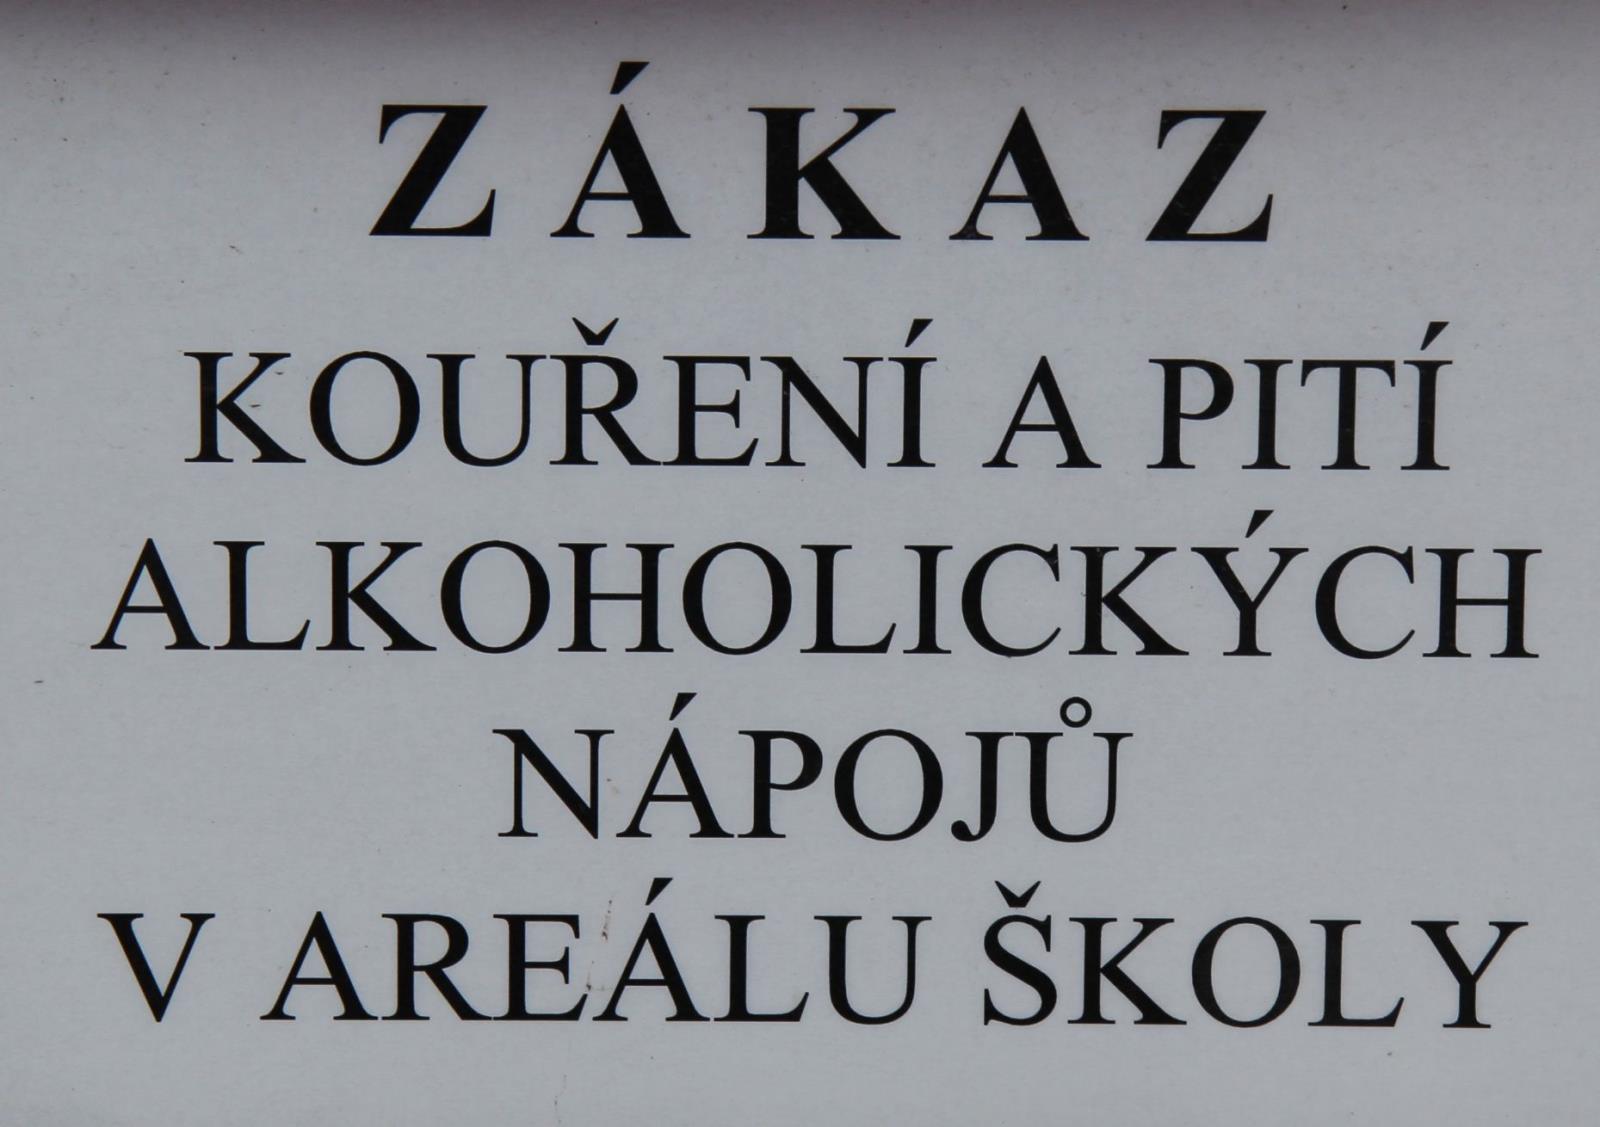 ZÁKAZ
KOUŘENÍ A PITÍ
ALKOHOLICKÝCH
NÁPOJŮ
V AREÁLU ŠKOLY